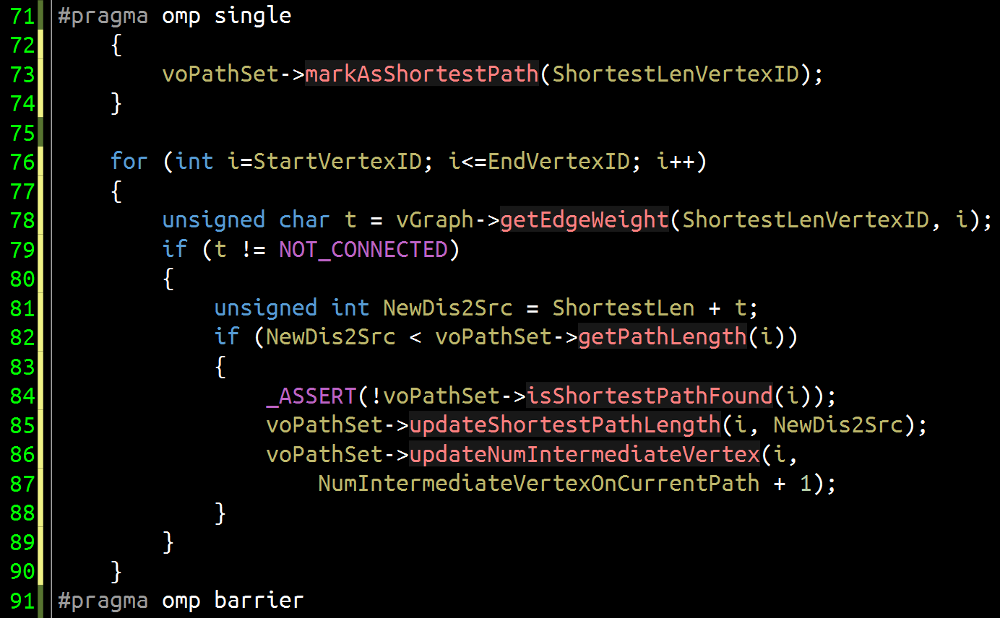 71 #pragma omp single
72     {
73         voPathSet->markAsShortestPath(ShortestLenVertexID);
74     }
75
76     for (int i=StartVertexID; i<=EndVertexID; i++)
77     {
78         unsigned char t = vGraph->getEdgeWeight(ShortestLenVertexID, i);
79         if (t != NOT_CONNECTED)
80         {
81             unsigned int NewDis2Src = ShortestLen + t;
82             if (NewDis2Src < voPathSet->getPathLength(i))
83             {
84                 _ASSERT(!voPathSet->isShortestPathFound(i));
85                 voPathSet->updateShortestPathLength(i, NewDis2Src);
86                 voPathSet->updateNumIntermediateVertex(i,
87                     NumIntermediateVertexOnCurrentPath + 1);
88             }
89         }
90     }
91 #pragma omp barrier